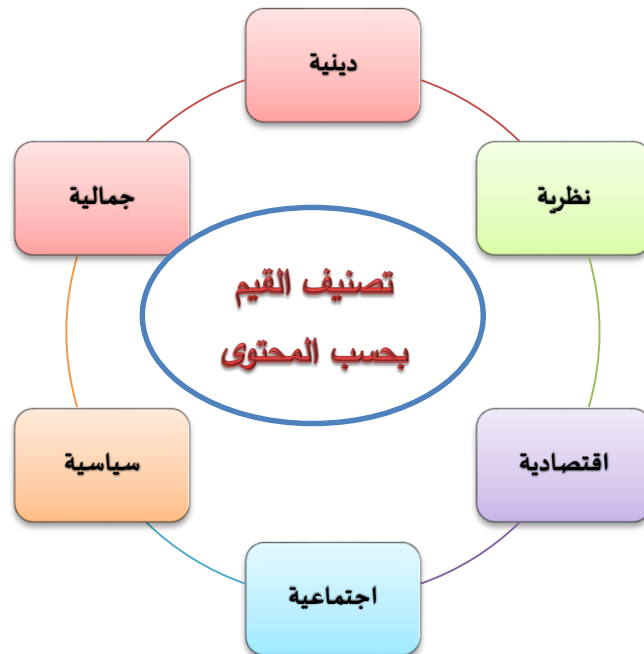 دينية
نظرية
جمالية
تصنيف القيم
بحسب المحتوى
اقتصادية
سياسية
اجتماعية